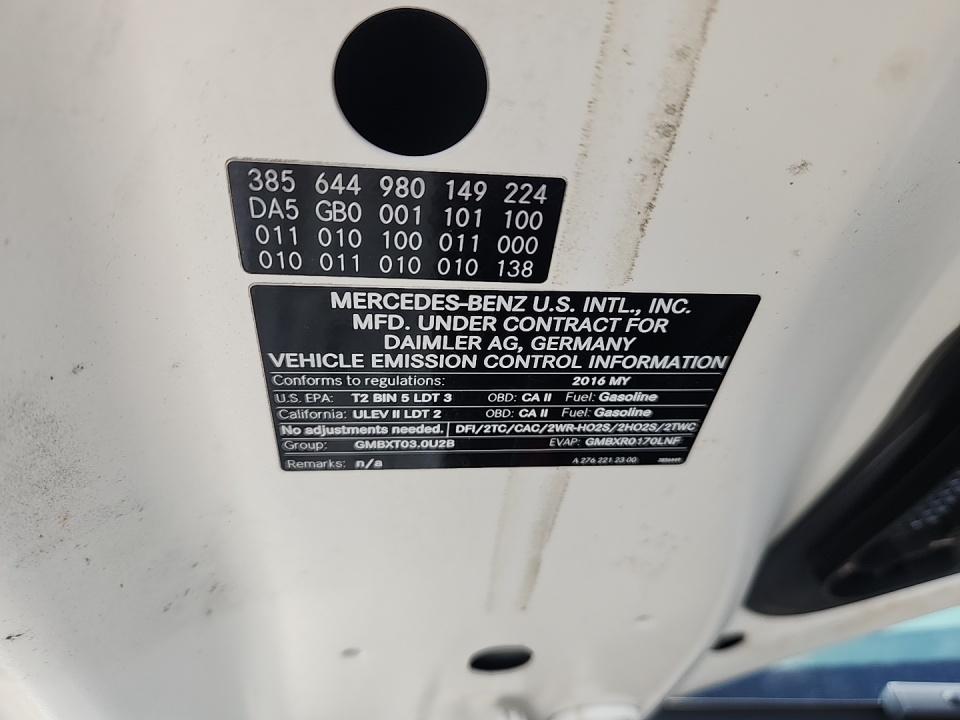 385 644 980 149 224
DA5 GB0 001 101 100
011 010 100 011 000
010 011 010 010 138
MERCEDES-BENZ U.S. INTL., INC.
MFD. UNDER CONTRACT FOR
DAIMLER AG, GERMANY
VEHICLE EMISSION CONTROL INFORMATION
Conforms to regulations: 2016 MY
U.S. EPA: T2 BIN 5 LDT 3 OBD: CA II Fuel: Gasoline
California: ULEV II LDT 2 OBD: CA II Fuel: Gasoline
No adjustments needed. DFI/2TC/CAC/2WR-HO2S/2HO2S/2TWC
Group: GMBXT03.0U2B EVAP: GMBXR0170LNF
Remarks: n/a A 276 221 23 00